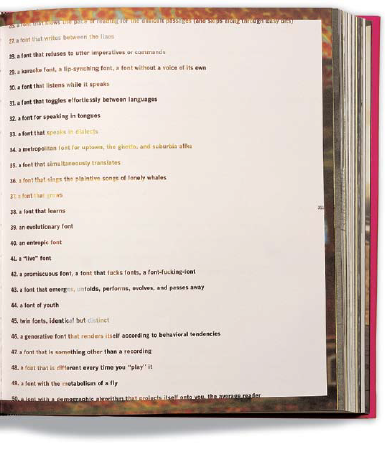 26. a font that slows the pace of reading for the difficult passages (and skips along through easy bits)
27. a font that writes between the lines
28. a font that refuses to utter imperatives or commands
29. a karaoke font, a lip-synching font, a font without a voice of its own
30. a font that listens while it speaks
31. a font that toggles effortlessly between languages
32. a font for speaking in tongues
33. a font that speaks in dialects
34. a metropolitan font for uptown, the ghetto, and suburbia alike
35. a font that simultaneously translates
36. a font that sings the plaintive songs of lonely whales
37. a font that grows
38. a font that learns
39. an evolutionary font
40. an entropic font
41. a "live" font
42. a promiscuous font, a font that fucks fonts, a font-fucking-font
43. a font that emerges, unfolds, performs, evolves, and passes away
44. a font of youth
45. twin fonts, identical but distinct
46. a generative font that renders itself according to behavioral tendencies
47. a font that is something other than a recording
48. a font that is different every time you "play" it
49. a font with the metabolism of a fly
50. a font with a demographic algorithm that projects itself onto you, the average reader